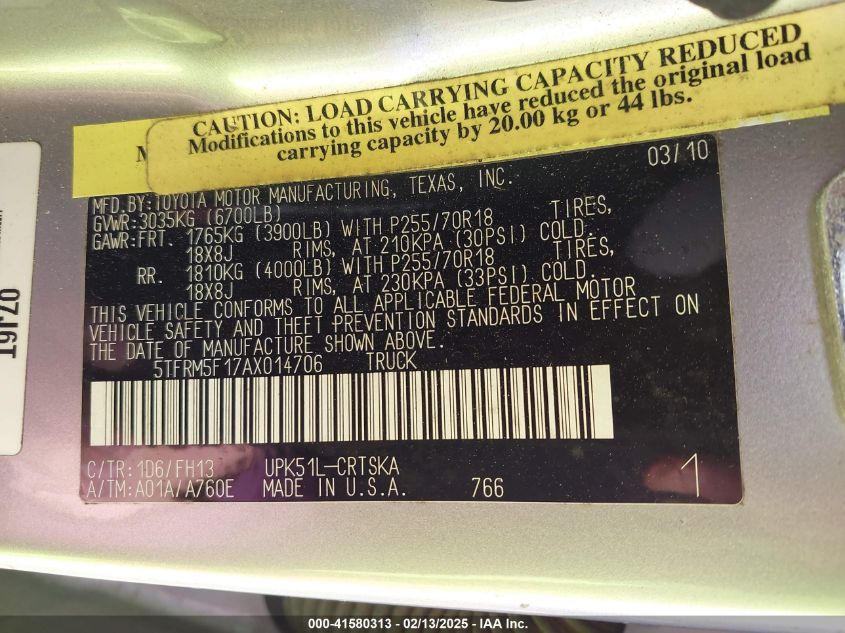 CAUTION: LOAD CARRYING CAPACITY REDUCED
Modifications to this vehicle have reduced the original load
carrying capacity by 20.00 kg or 44 lbs.
MFD. BY: TOYOTA MOTOR MANUFACTURING, TEXAS, INC. 03/10
GVWR: 3035KG (6700LB)
GAWR: FRT. 1765KG (3900LB) WITH P255/70R18 TIRES,
18X8J RIMS, AT 210KPA (30PSI) COLD.
RR. 1810KG (4000LB) WITH P255/70R18 TIRES,
18X8J RIMS, AT 230KPA (33PSI) COLD.
THIS VEHICLE CONFORMS TO ALL APPLICABLE FEDERAL MOTOR
VEHICLE SAFETY AND THEFT PREVENTION STANDARDS IN EFFECT ON
THE DATE OF MANUFACTURE SHOWN ABOVE.
5TFRM5F17AX014706 TRUCK
C/TR: 1D6/FH13 UPK51L-CRTSKA
A/TM: A01A/A760E MADE IN U.S.A. 766 1
000-41580313 - 02/13/2025 - IAA Inc.